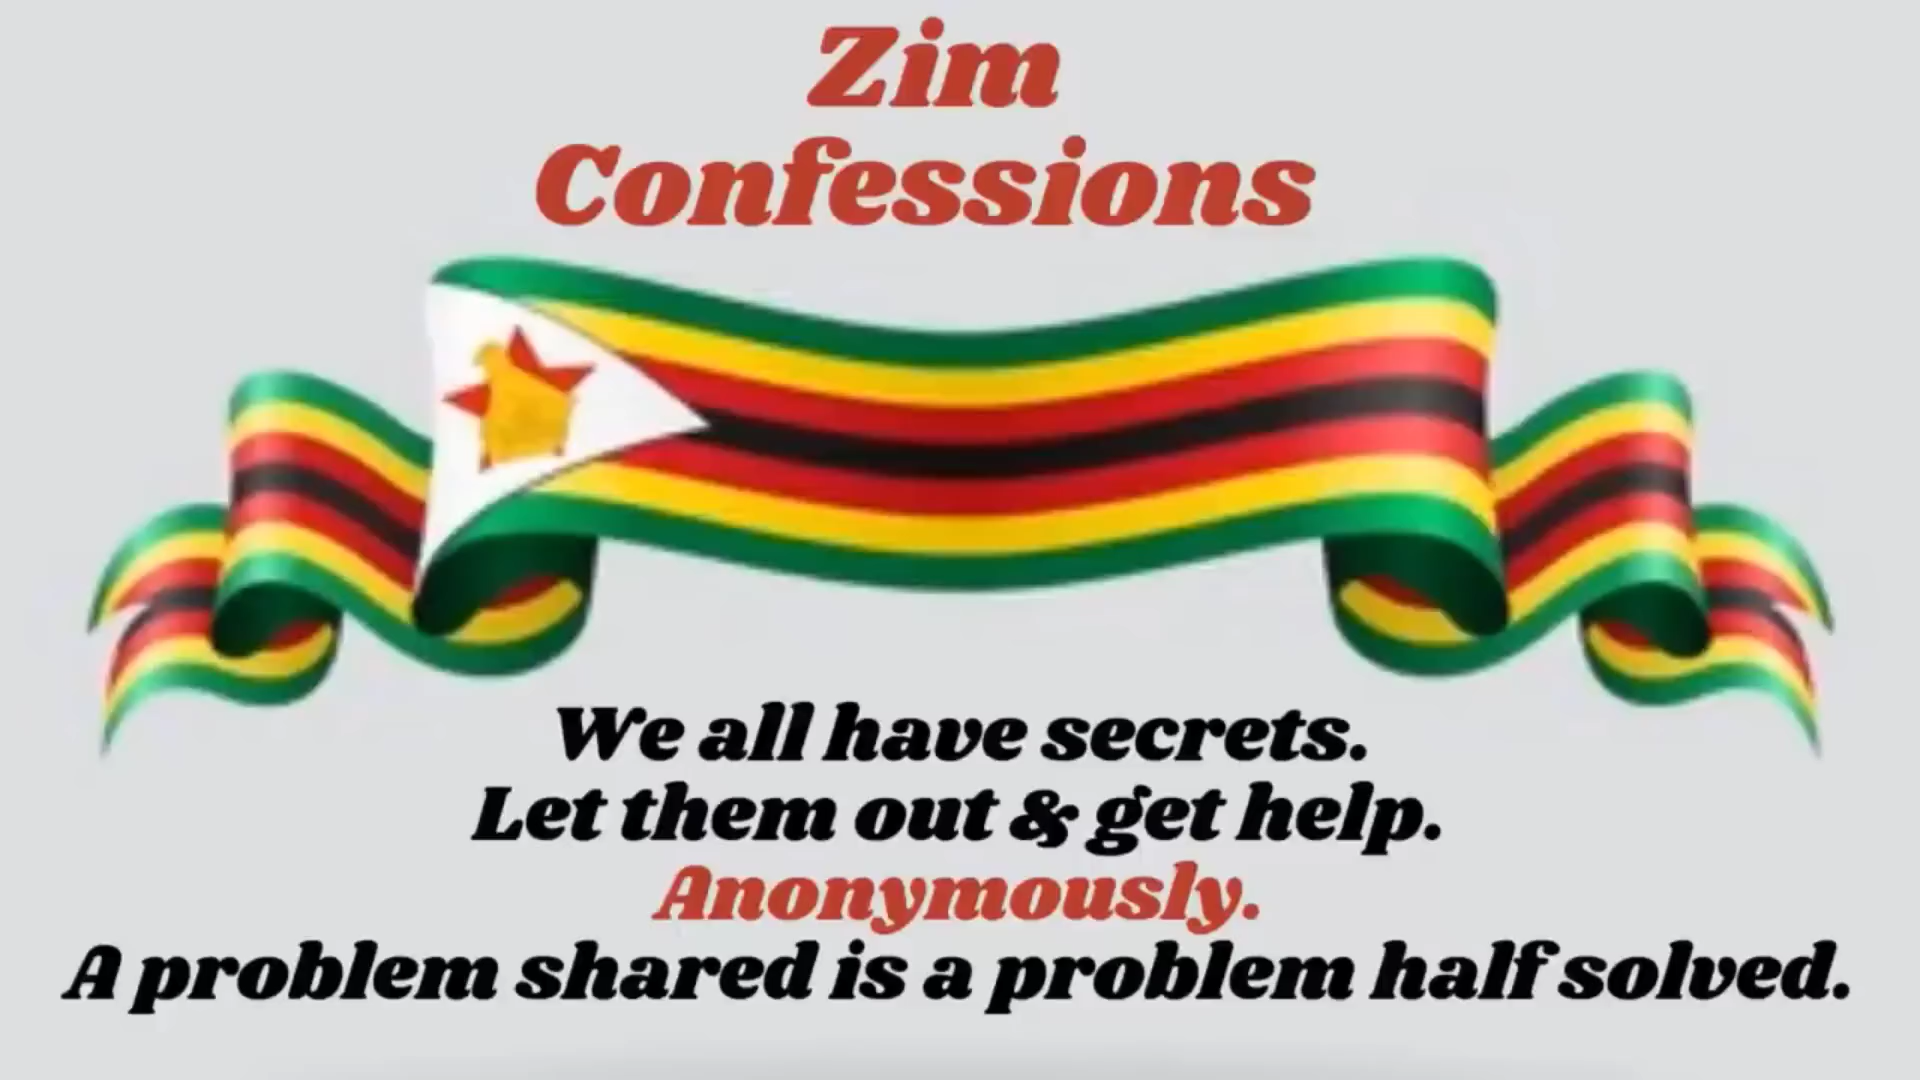 Zim
Confessions
We all have secrets.
Let them out & get help.
Anonymously.
A problem shared is a problem half solved.